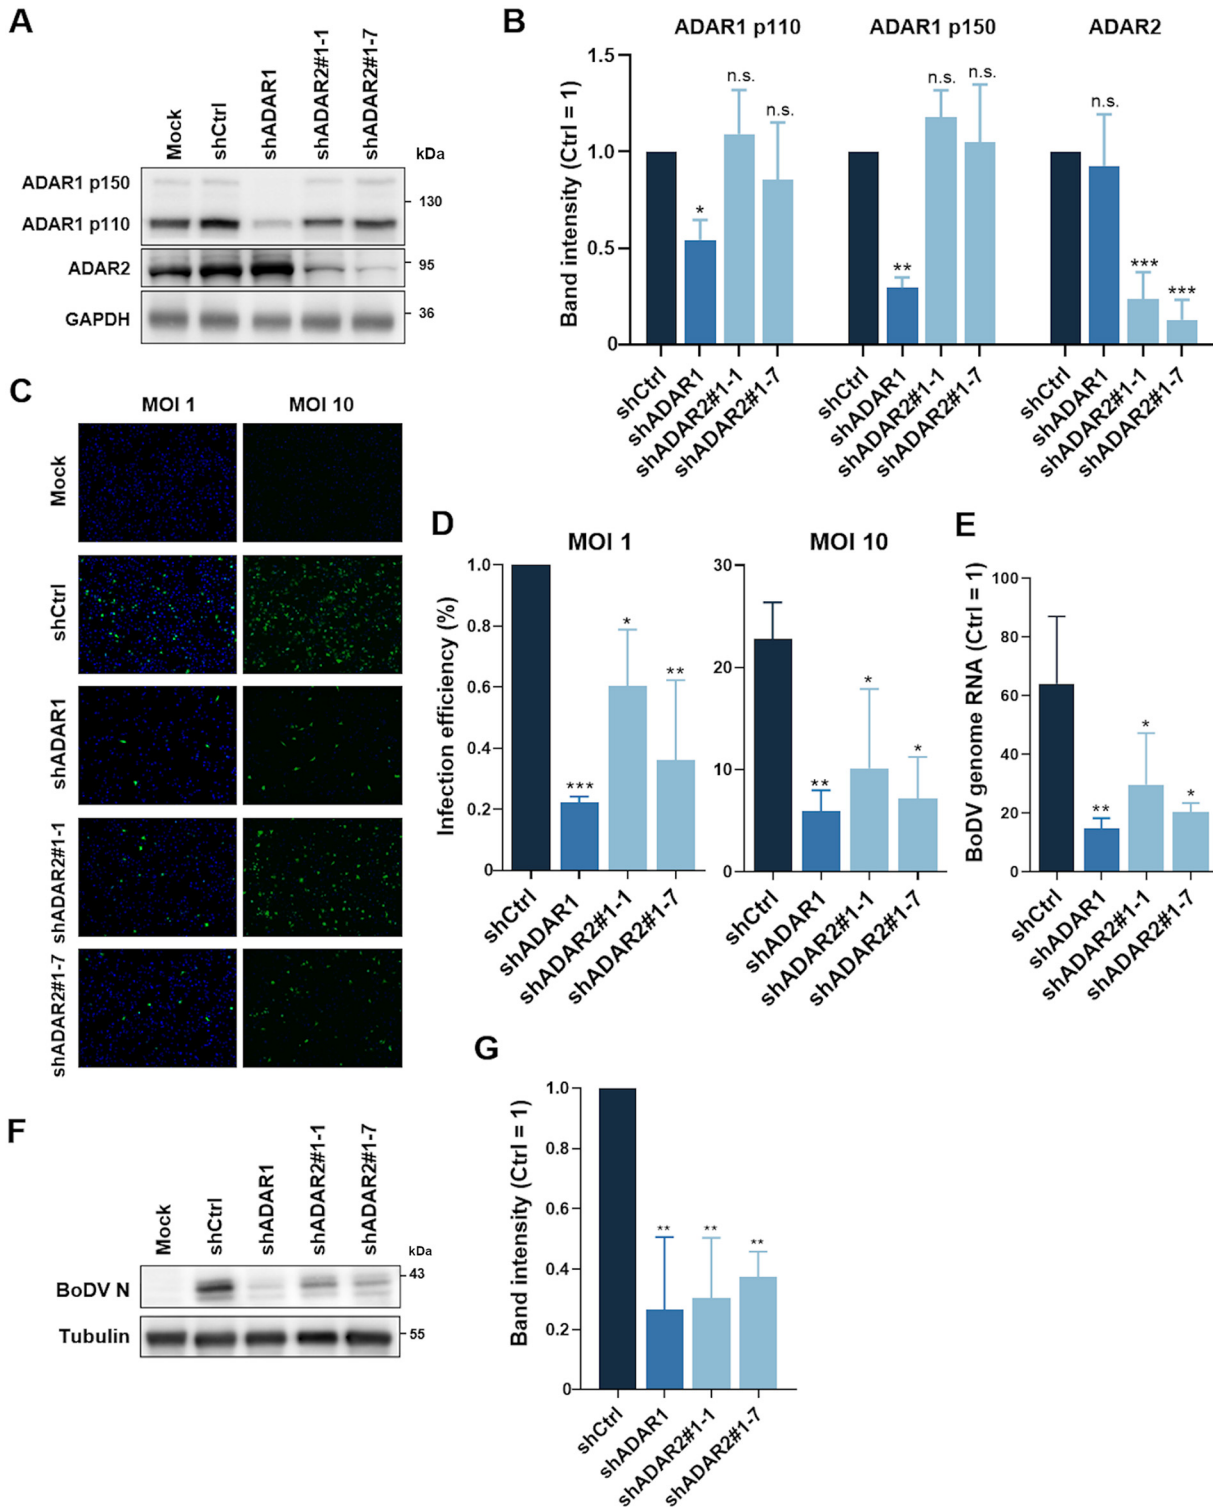 A
Mock
shCtrl
shADAR1
shADAR2#1-1
shADAR2#1-7
kDa
ADAR1 p150
130
ADAR1 p110
ADAR2
95
GAPDH
36
B
ADAR1 p110
ADAR1 p150
ADAR2
Band intensity (Ctrl = 1)
1.5
1.0
0.5
0
*
n.s.
n.s.
**
n.s.
n.s.
n.s.
***
***
shCtrl
shADAR1
shADAR2#1-1
shADAR2#1-7
shCtrl
shADAR1
shADAR2#1-1
shADAR2#1-7
shCtrl
shADAR1
shADAR2#1-1
shADAR2#1-7
C
MOI 1
MOI 10
Mock
shCtrl
shADAR1
shADAR2#1-1
shADAR2#1-7
D
MOI 1
Infection efficiency (%)
1.0
0.8
0.6
0.4
0.2
0
***
*
**
shCtrl
shADAR1
shADAR2#1-1
shADAR2#1-7
MOI 10
30
20
10
0
**
*
*
shCtrl
shADAR1
shADAR2#1-1
shADAR2#1-7
E
BoDV genome RNA (Ctrl = 1)
100
80
60
40
20
0
**
*
*
shCtrl
shADAR1
shADAR2#1-1
shADAR2#1-7
F
Mock
shCtrl
shADAR1
shADAR2#1-1
shADAR2#1-7
kDa
BoDV N
43
Tubulin
55
G
Band intensity (Ctrl = 1)
1.0
0.8
0.6
0.4
0.2
0
**
**
**
shCtrl
shADAR1
shADAR2#1-1
shADAR2#1-7